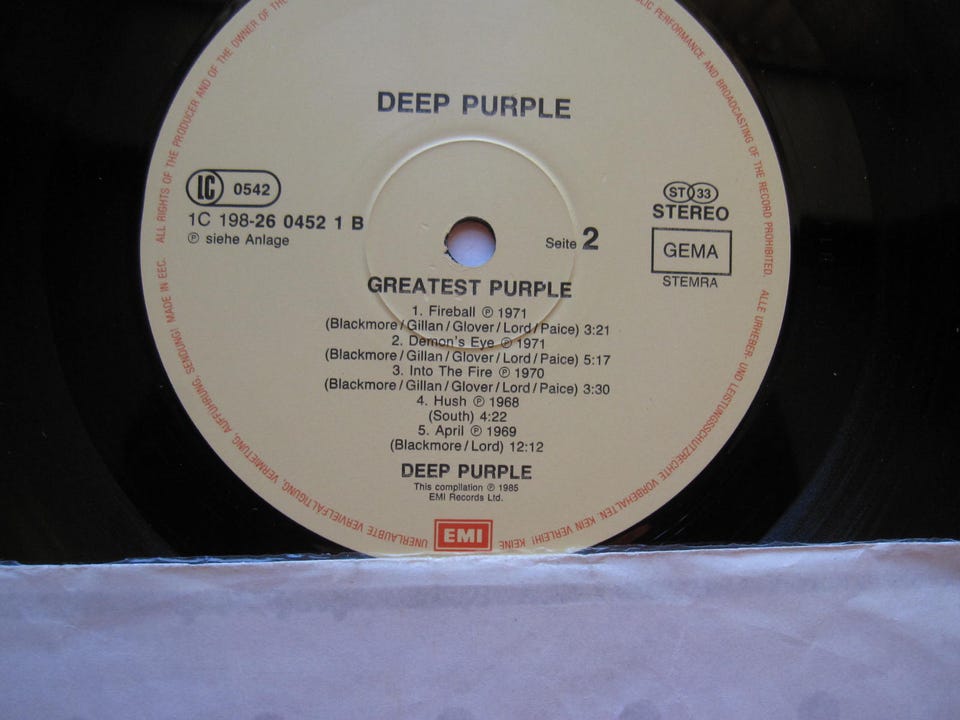 DEEP PURPLE
LC 0542
1C 198-26 0452 1 B
℗ siehe Anlage
ST 33
STEREO
GEMA
STEMRA
Seite 2
GREATEST PURPLE
1. Fireball ℗ 1971
(Blackmore/Gillan/Glover/Lord/Paice) 3:21
2. Demon's Eye ℗ 1971
(Blackmore/Gillan/Glover/Lord/Paice) 5:17
3. Into The Fire ℗ 1970
(Blackmore/Gillan/Glover/Lord/Paice) 3:30
4. Hush ℗ 1968
(South) 4:22
5. April ℗ 1969
(Blackmore/Lord) 12:12
DEEP PURPLE
This compilation ℗ 1985
EMI Records Ltd.
EMI
ALL RIGHTS OF THE PRODUCER AND OF THE OWNER OF THE
PERFORMANCE AND BROADCASTING OF THE RECORD PROHIBITED. ALLE URHEBER- UND LEISTUNGSSCHUTZRECHTE VORBEHALTEN. KEIN VERLEIH! KEINE
UNERLAUBTE VERVIELFÄLTIGUNG, VERMIETUNG, AUFFÜHRUNG, SENDUNG! MADE IN EEC.